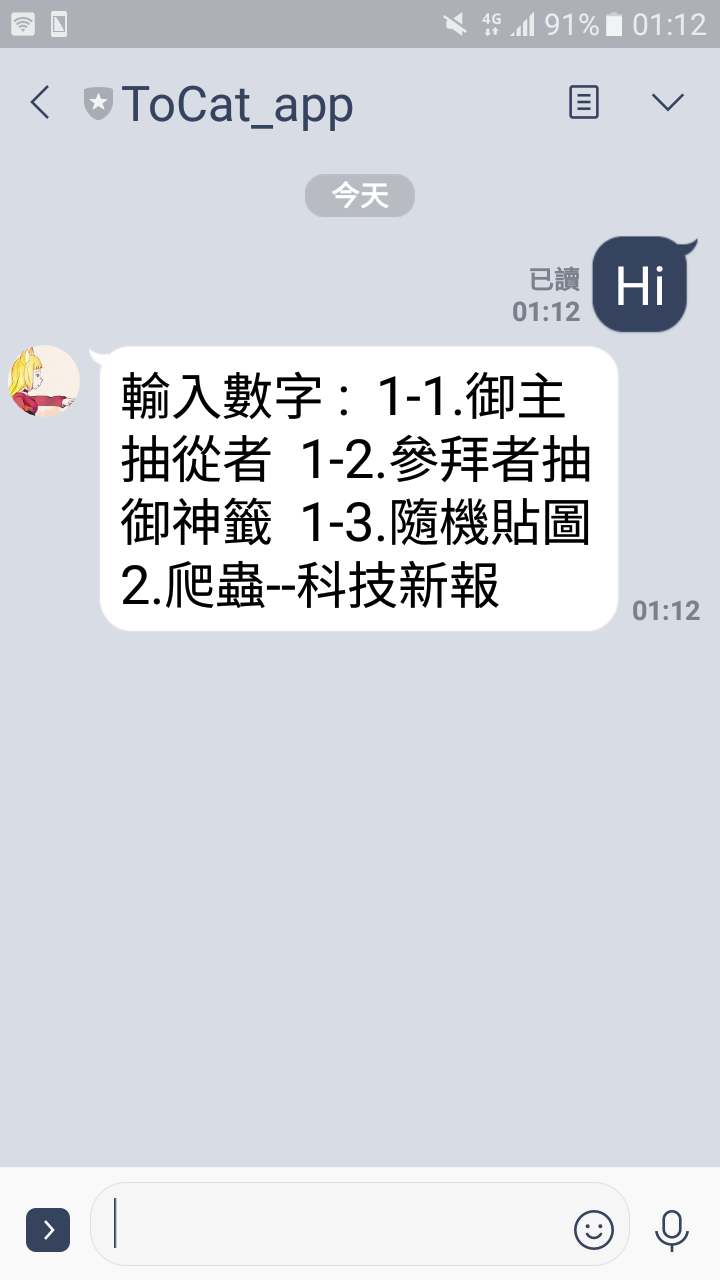 4G 91% 01:12
ToCat_app
今天
已讀
01:12
Hi
輸入數字： 1-1.御主
抽從者 1-2.參拜者抽
御神籤 1-3.隨機貼圖
2.爬蟲--科技新報
01:12